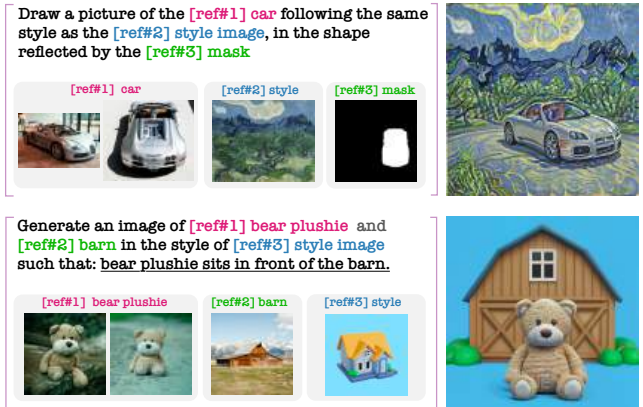 Draw a picture of the [ref#1] car following the same
style as the [ref#2] style image, in the shape
reflected by the [ref#3] mask
[ref#1] car
[ref#2] style
[ref#3] mask
Generate an image of [ref#1] bear plushie and
[ref#2] barn in the style of [ref#3] style image
such that: bear plushie sits in front of the barn.
[ref#1] bear plushie
[ref#2] barn
[ref#3] style